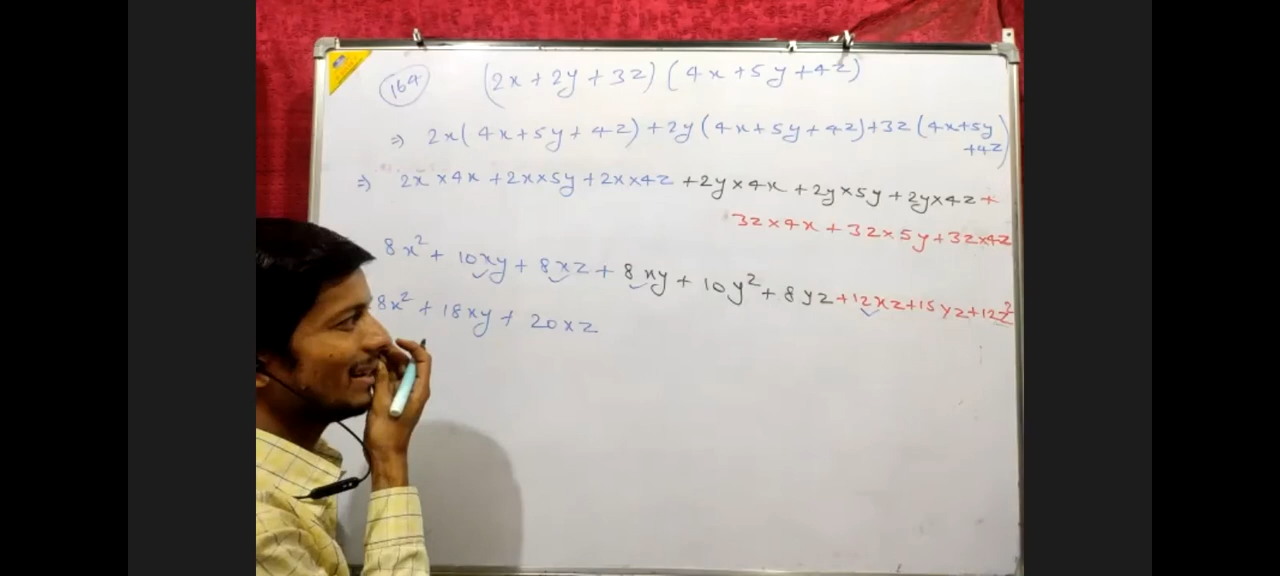 164 (2x+2y+3z) (4x+5y+4z)
⇒ 2x(4x+5y+4z)+2y(4x+5y+4z)+3z(4x+5y
+4z)
⇒ 2x×4x+2x×5y+2x×4z+2y×4x+2y×5y+2y×4z+
3z×4x+3z×5y+3z×4z
8x²+10xy+8xz+8xy+10y²+8yz+12xz+15yz+12z²
8x²+18xy+20xz